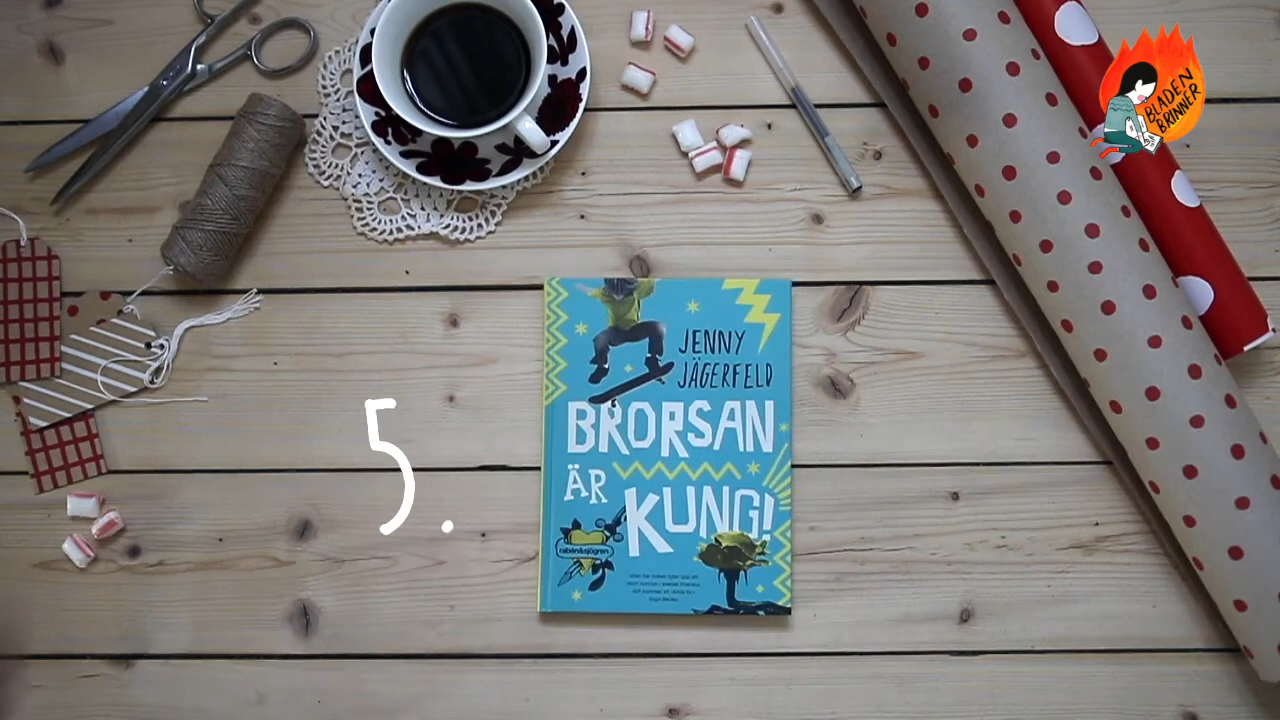 BLADEN
BRINNER
JENNY
JÄGERFELD
BRORSAN
ÄR
KUNG!
5.
rabén&sjögren